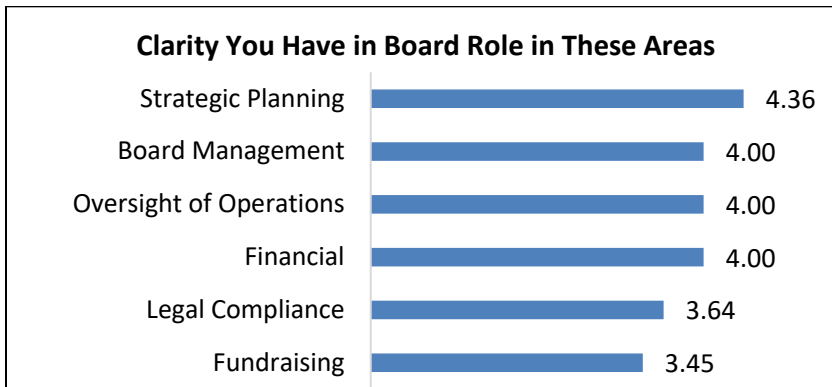 Clarity You Have in Board Role in These Areas
Strategic Planning 4.36
Board Management 4.00
Oversight of Operations 4.00
Financial 4.00
Legal Compliance 3.64
Fundraising 3.45